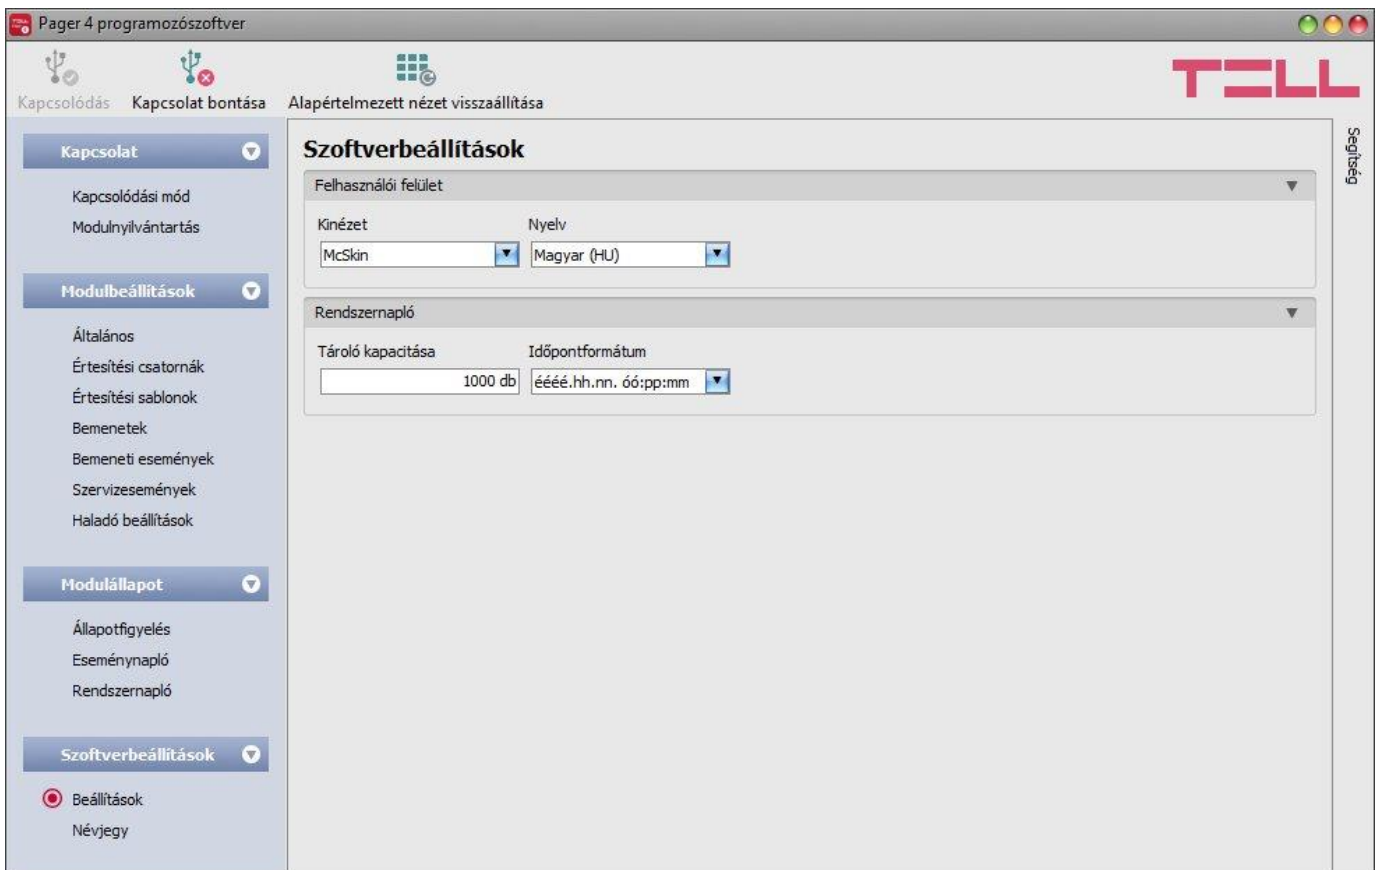 Pager 4 programozószoftver
Kapcsolódás Kapcsolat bontása Alapértelmezett nézet visszaállítása
TELL
Kapcsolat
Kapcsolódási mód
Modulnyilvántartás
Modulbeállítások
Általános
Értesítési csatornák
Értesítési sablonok
Bemenetek
Bemeneti események
Szervizesemények
Haladó beállítások
Modulállapot
Állapotfigyelés
Eseménynapló
Rendszernapló
Szoftverbeállítások
Beállítások
Névjegy
Szoftverbeállítások
Felhasználói felület
Kinézet Nyelv
McSkin Magyar (HU)
Rendszernapló
Tároló kapacitása Időpontformátum
1000 db éééé.hh.nn. óó:pp:mm
Segítség